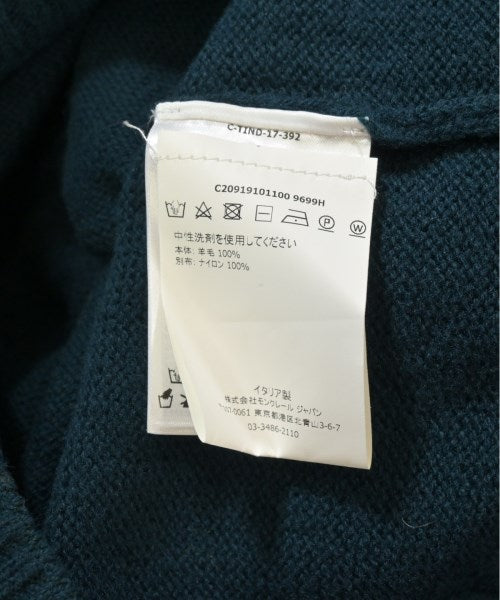 C-TIND-17-392
C20919101100 9699H
P W
中性洗剤を使用してください
本体: 羊毛 100%
別布: ナイロン 100%
イタリア製
株式会社モンクレール ジャパン
107-0061 東京都港区北青山3-6-7
03-3486-2110